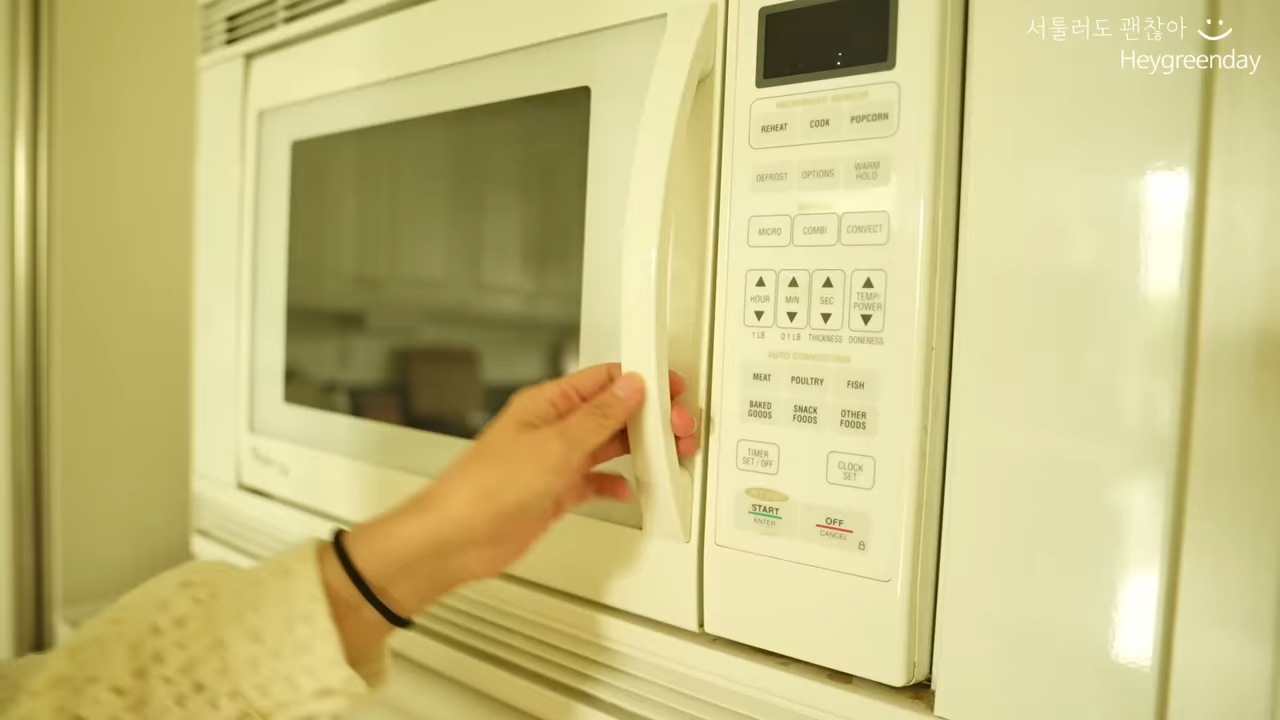 서툴러도 괜찮아
Heygreenday
REHEAT COOK POPCORN
DEFROST OPTIONS WARM HOLD
MICRO COMBI CONVECT
HOUR MIN SEC TEMP/ POWER
1 LB 0.1 LB THICKNESS DONENESS
AUTO CONVECTION
MEAT POULTRY FISH
BAKED GOODS SNACK FOODS OTHER FOODS
TIMER SET / OFF CLOCK SET
START ENTER OFF CANCEL